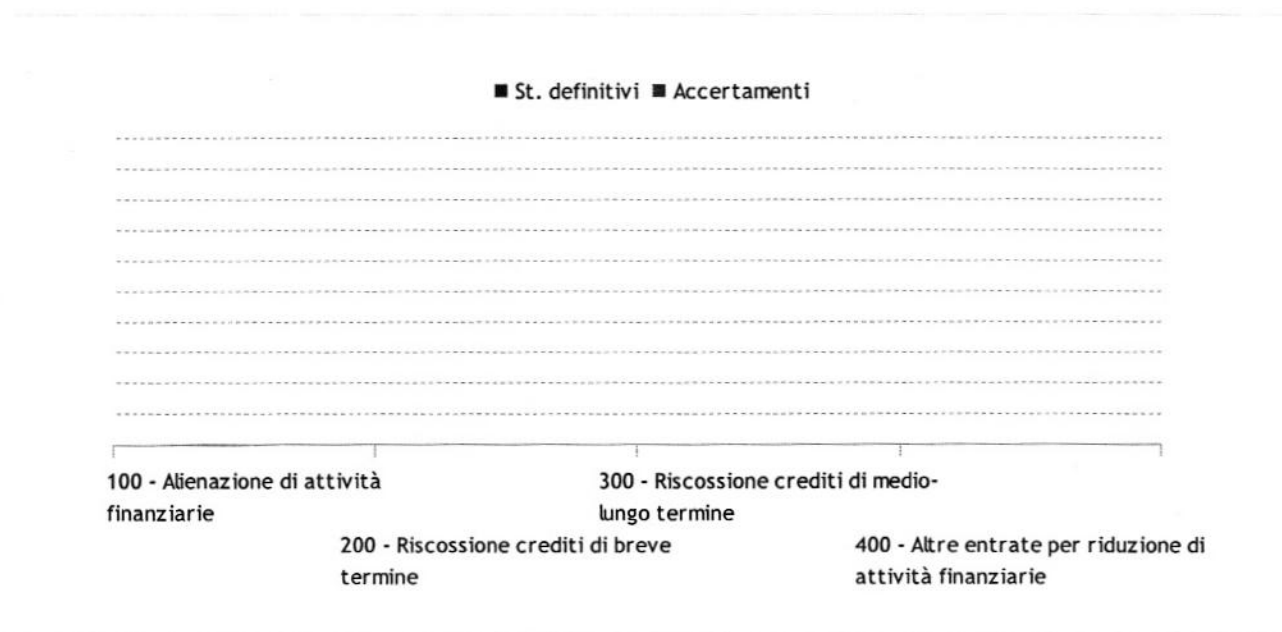 ■ St. definitivi ■ Accertamenti
100 - Alienazione di attività
finanziarie
200 - Riscossione crediti di breve
termine
300 - Riscossione crediti di medio-
lungo termine
400 - Altre entrate per riduzione di
attività finanziarie